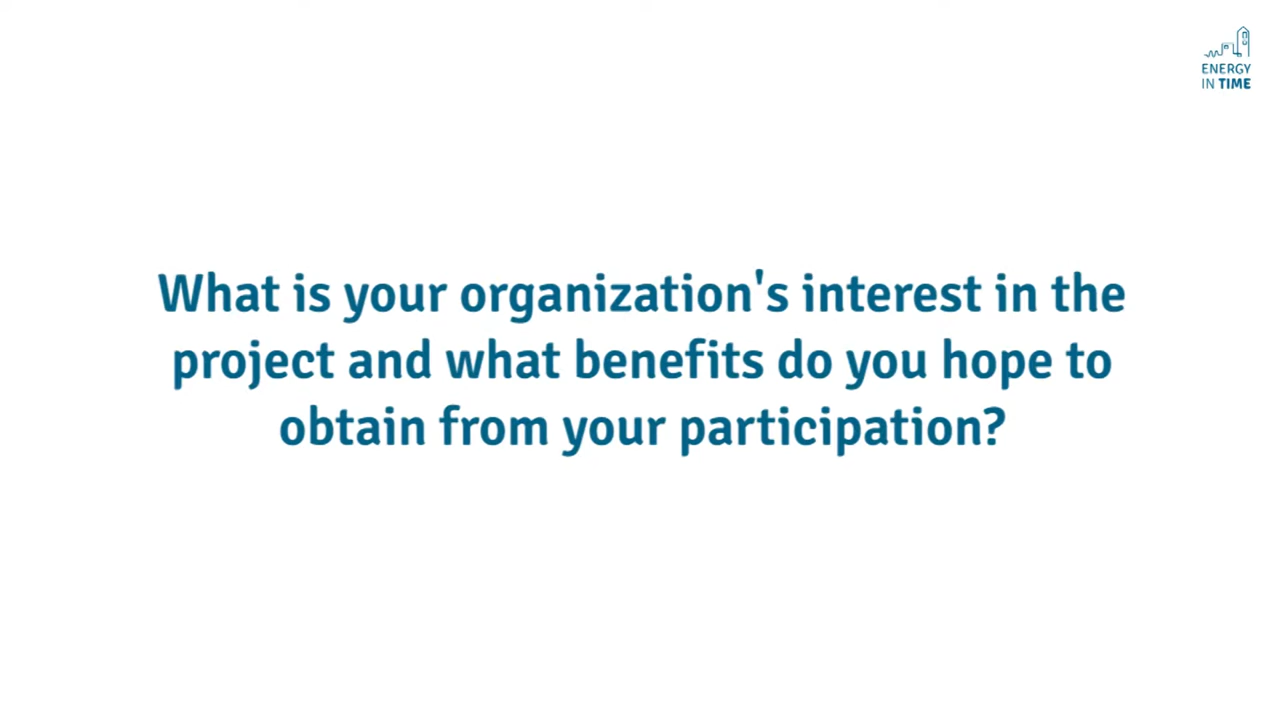 ENERGY
IN TIME
What is your organization's interest in the
project and what benefits do you hope to
obtain from your participation?